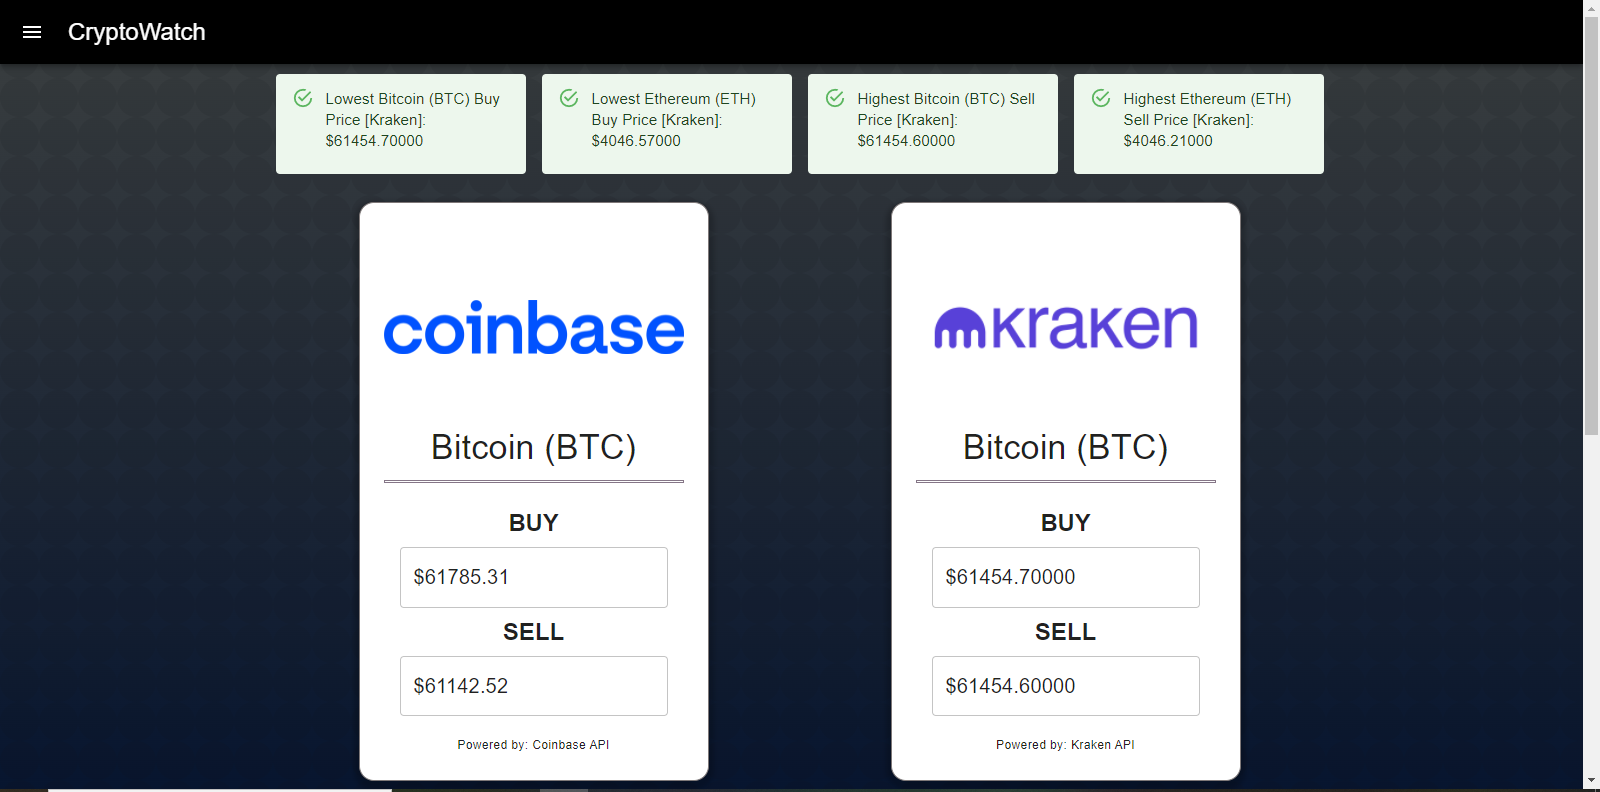 CryptoWatch
Lowest Bitcoin (BTC) Buy
Price [Kraken]:
$61454.70000
Lowest Ethereum (ETH)
Buy Price [Kraken]:
$4046.57000
Highest Bitcoin (BTC) Sell
Price [Kraken]:
$61454.60000
Highest Ethereum (ETH)
Sell Price [Kraken]:
$4046.21000
coinbase
Bitcoin (BTC)
BUY
$61785.31
SELL
$61142.52
Powered by: Coinbase API
kraken
Bitcoin (BTC)
BUY
$61454.70000
SELL
$61454.60000
Powered by: Kraken API